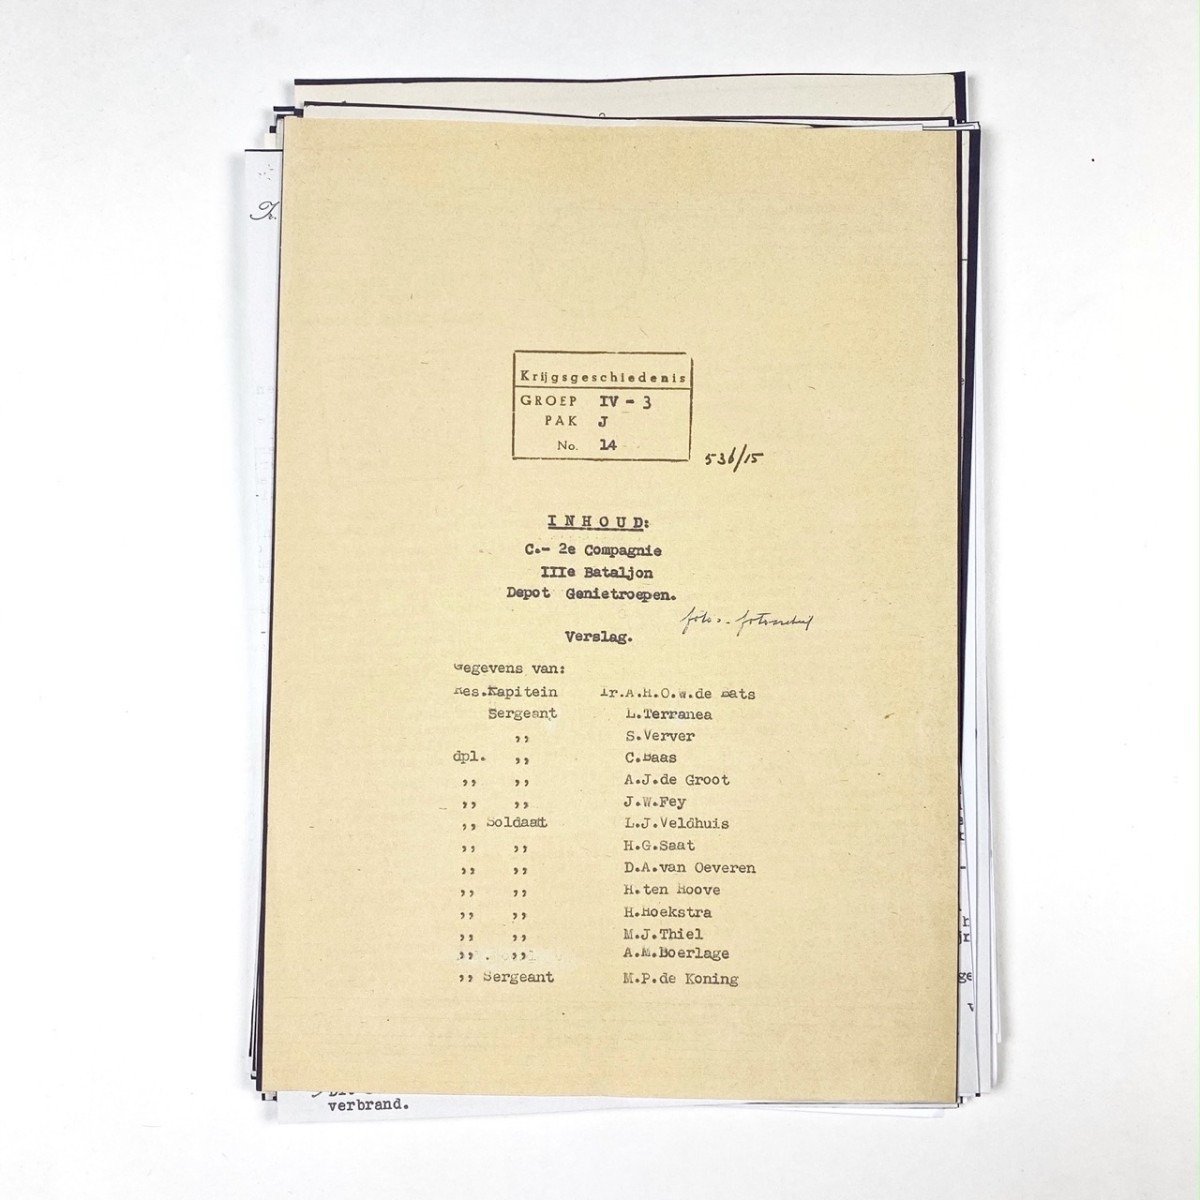 Krijgsgeschiedenis
GROEP IV - 3
PAK J
No. 14
536/15
INHOUD:
C.- 2e Compagnie
IIIe Bataljon
Depot Genietroepen.
foto's - fotoarchief
Verslag.
Gegevens van:
Res.Kapitein Ir.A.H.O.W.de Bats
Sergeant L.Terranea
,, S.Verver
dpl. ,, C.Baas
,, ,, A.J.de Groot
,, ,, J.W.Fey
,, Soldaat L.J.Veldhuis
,, ,, H.G.Saat
,, ,, D.A.van Oeveren
,, ,, H.ten Hoove
,, ,, H.Hoekstra
,, ,, M.J.Thiel
,, ,, A.M.Boerlage
,, Sergeant M.P.de Koning
verbrand.